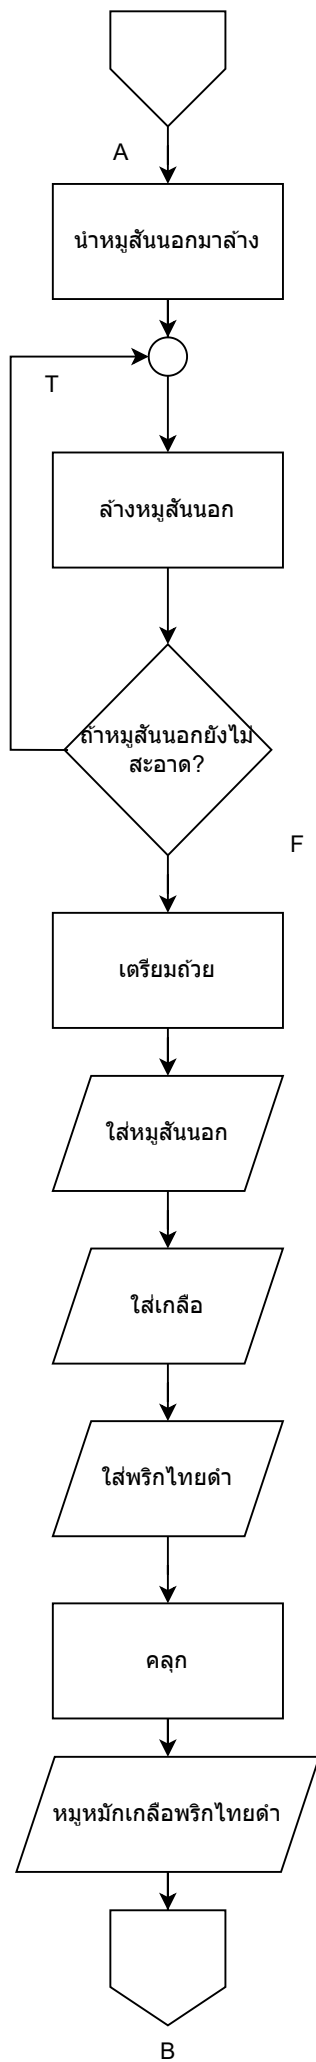 A
นำหมูสันนอกมาล้าง
T
ล้างหมูสันนอก
ถ้าหมูสันนอกยังไม่
สะอาด?
F
เตรียมถ้วย
ใส่หมูสันนอก
ใส่เกลือ
ใส่พริกไทยดำ
คลุก
หมูหมักเกลือพริกไทยดำ
B